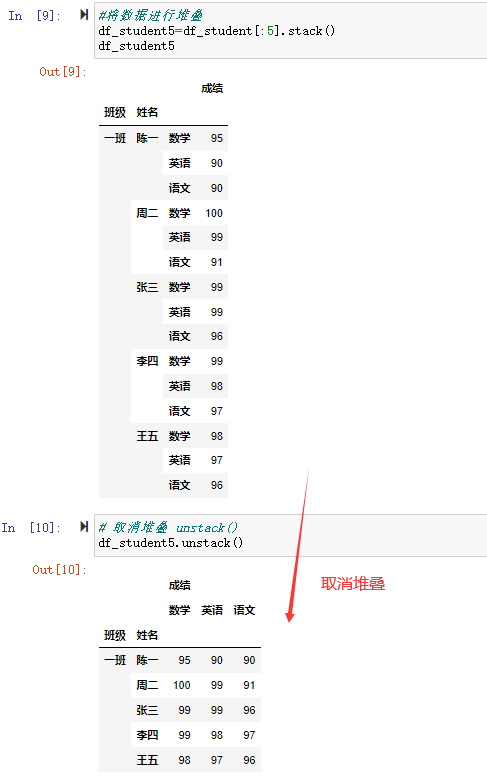 In [9]: #将数据进行堆叠
df_student5=df_student[:5].stack()
df_student5
Out[9]:
成绩
班级 姓名
一班 陈一 数学 95
英语 90
语文 90
周二 数学 100
英语 99
语文 91
张三 数学 99
英语 99
语文 96
李四 数学 99
英语 98
语文 97
王五 数学 98
英语 97
语文 96
In [10]: # 取消堆叠 unstack()
df_student5.unstack()
Out[10]:
成绩
取消堆叠
数学 英语 语文
班级 姓名
一班 陈一 95 90 90
周二 100 99 91
张三 99 99 96
李四 99 98 97
王五 98 97 96